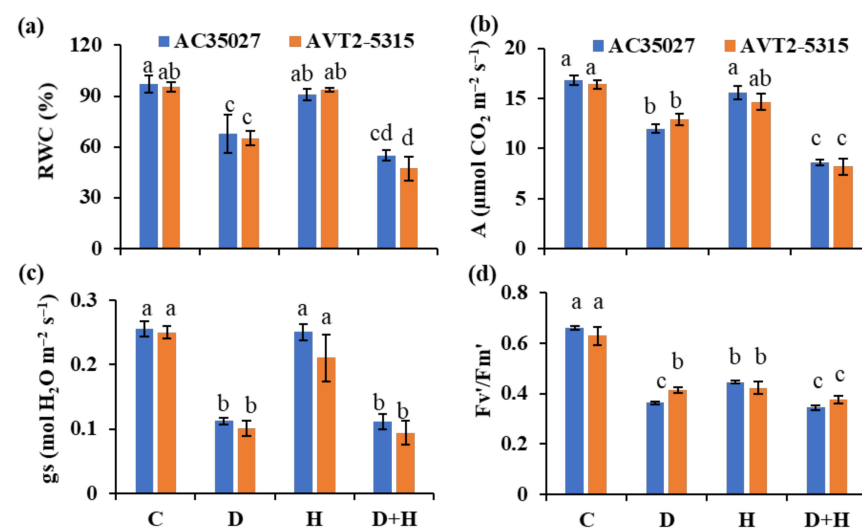 (a)
AC35027 AVT2-5315
RWC (%)
120
90
60
30
0
a ab c c ab ab cd d
(b)
AC35027 AVT2-5315
A (µmol CO₂ m⁻² s⁻¹)
20
15
10
5
0
a a b b a ab c c
(c)
gs (mol H₂O m⁻² s⁻¹)
0.3
0.2
0.1
0
a a b b a a b b
C D H D+H
(d)
Fv'/Fm'
0.8
0.6
0.4
0.2
0
a a c b b b c c
C D H D+H